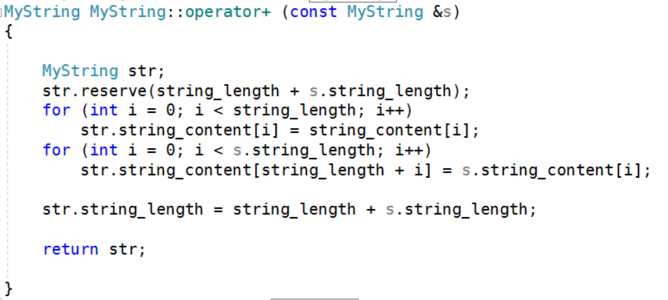 MyString MyString::operator+ (const MyString &s)
{
MyString str;
str.reserve(string_length + s.string_length);
for (int i = 0; i < string_length; i++)
str.string_content[i] = string_content[i];
for (int i = 0; i < s.string_length; i++)
str.string_content[string_length + i] = s.string_content[i];
str.string_length = string_length + s.string_length;
return str;
}